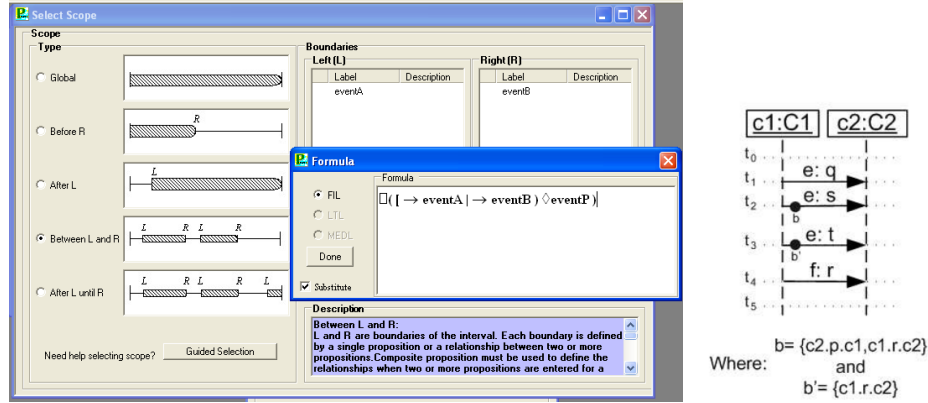 Select Scope
Scope
Type
Global
Before R
R
After L
L
Between L and R
L R L R
After L until R
L R L R L
Need help selecting scope?
Guided Selection
Boundaries
Left (L)
Label Description
eventA
Right (R)
Label Description
eventB
Formula
FIL
LTL
MEDL
Done
Substitute
Formula
□( [ → eventA | → eventB ) ◊eventP )
Description
Between L and R:
L and R are boundaries of the interval. Each boundary is defined
by a single proposition or a relationship between two or more
propositions.Composite proposition must be used to define the
relationships when two or more propositions are entered for a
c1:C1 c2:C2
t0
t1 e: q
t2 e: s
b
t3 e: t
b'
t4 f: r
t5
Where: b= {c2.p.c1,c1.r.c2}
and
b'= {c1.r.c2}